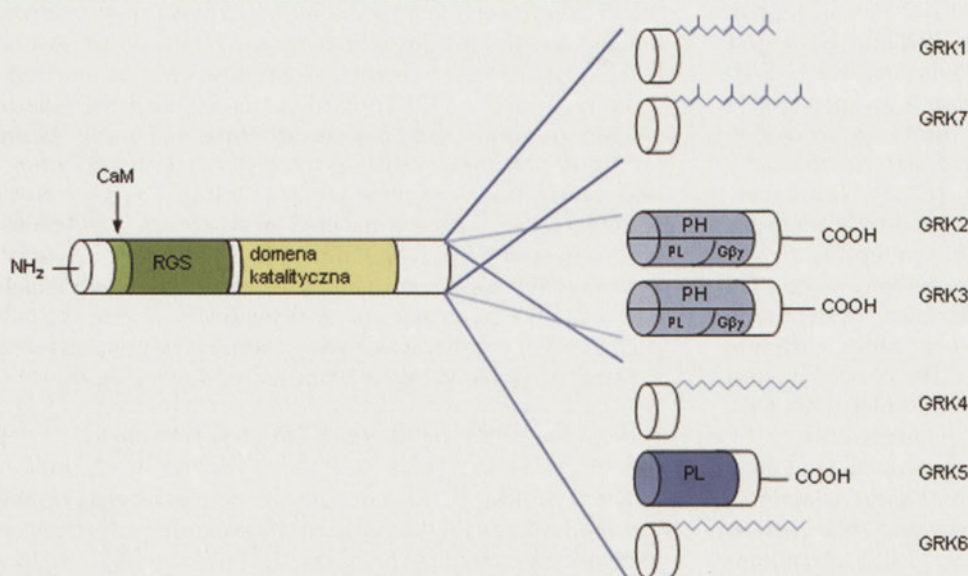 GRK1
GRK7
CaM
NH₂
RGS
domena
katalityczna
PH
PL Gβγ
COOH
GRK2
PH
PL Gβγ
COOH
GRK3
GRK4
PL
COOH
GRK5
GRK6